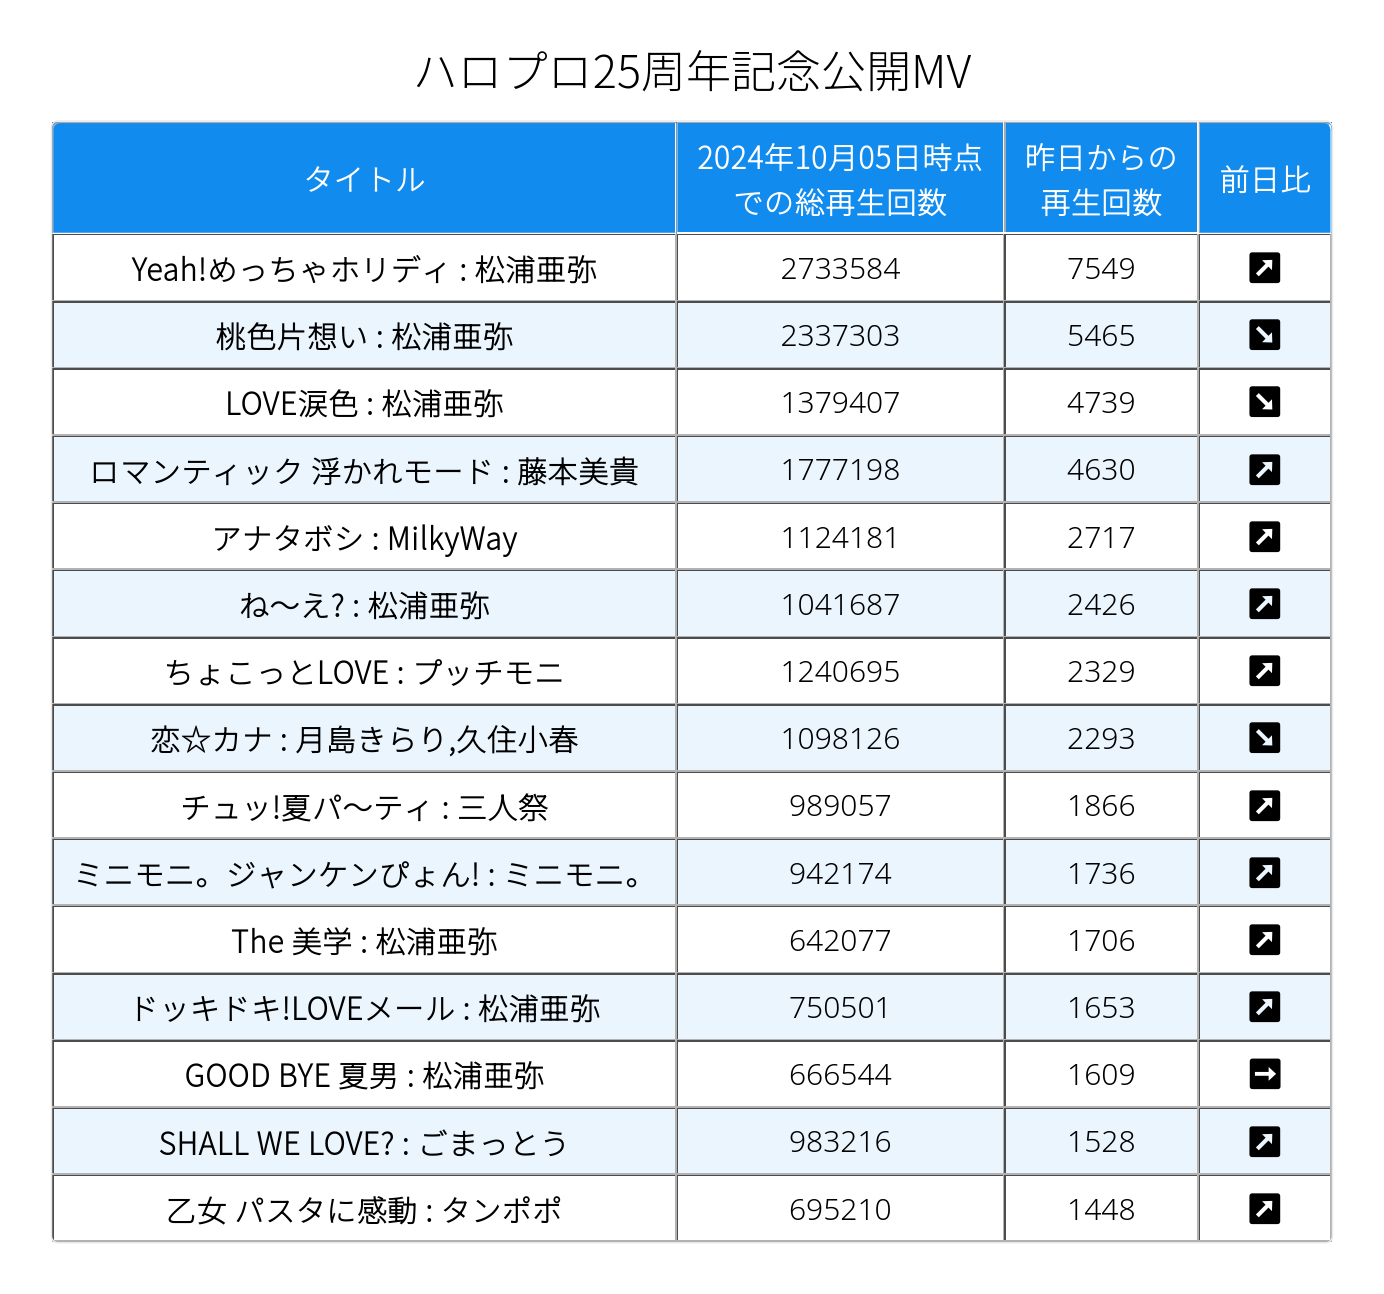 ハロプロ25周年記念公開MV
タイトル 2024年10月05日時点での総再生回数 昨日からの再生回数 前日比
Yeah!めっちゃホリディ : 松浦亜弥 2733584 7549 ↗
桃色片想い : 松浦亜弥 2337303 5465 ↘
LOVE涙色 : 松浦亜弥 1379407 4739 ↘
ロマンティック 浮かれモード : 藤本美貴 1777198 4630 ↗
アナタボシ : MilkyWay 1124181 2717 ↗
ね〜え? : 松浦亜弥 1041687 2426 ↗
ちょこっとLOVE : プッチモニ 1240695 2329 ↗
恋☆カナ : 月島きらり,久住小春 1098126 2293 ↘
チュッ!夏パ〜ティ : 三人祭 989057 1866 ↗
ミニモニ。ジャンケンぴょん! : ミニモニ。 942174 1736 ↗
The 美学 : 松浦亜弥 642077 1706 ↗
ドッキドキ!LOVEメール : 松浦亜弥 750501 1653 ↗
GOOD BYE 夏男 : 松浦亜弥 666544 1609 →
SHALL WE LOVE? : ごまっとう 983216 1528 ↗
乙女 パスタに感動 : タンポポ 695210 1448 ↗